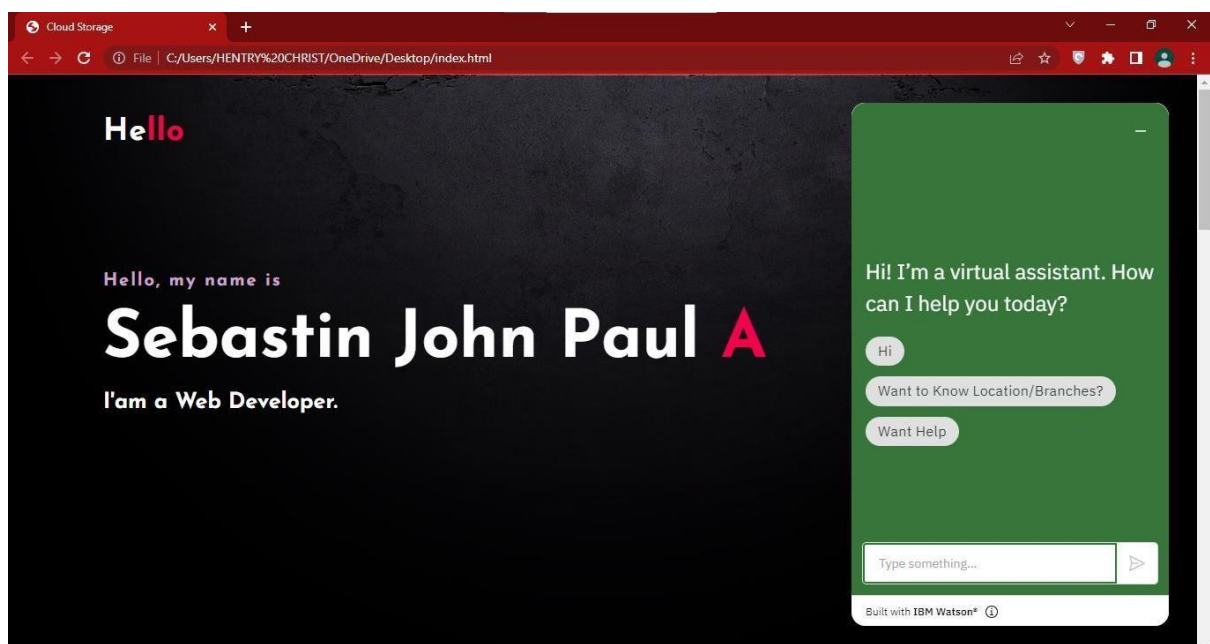 Cloud Storage
File | C:/Users/HENTRY%20CHRIST/OneDrive/Desktop/index.html
Hello
Hello, my name is
Sebastin John Paul A
I'am a Web Developer.
Hi! I’m a virtual assistant. How
can I help you today?
Hi
Want to Know Location/Branches?
Want Help
Type something...
Built with IBM Watson®